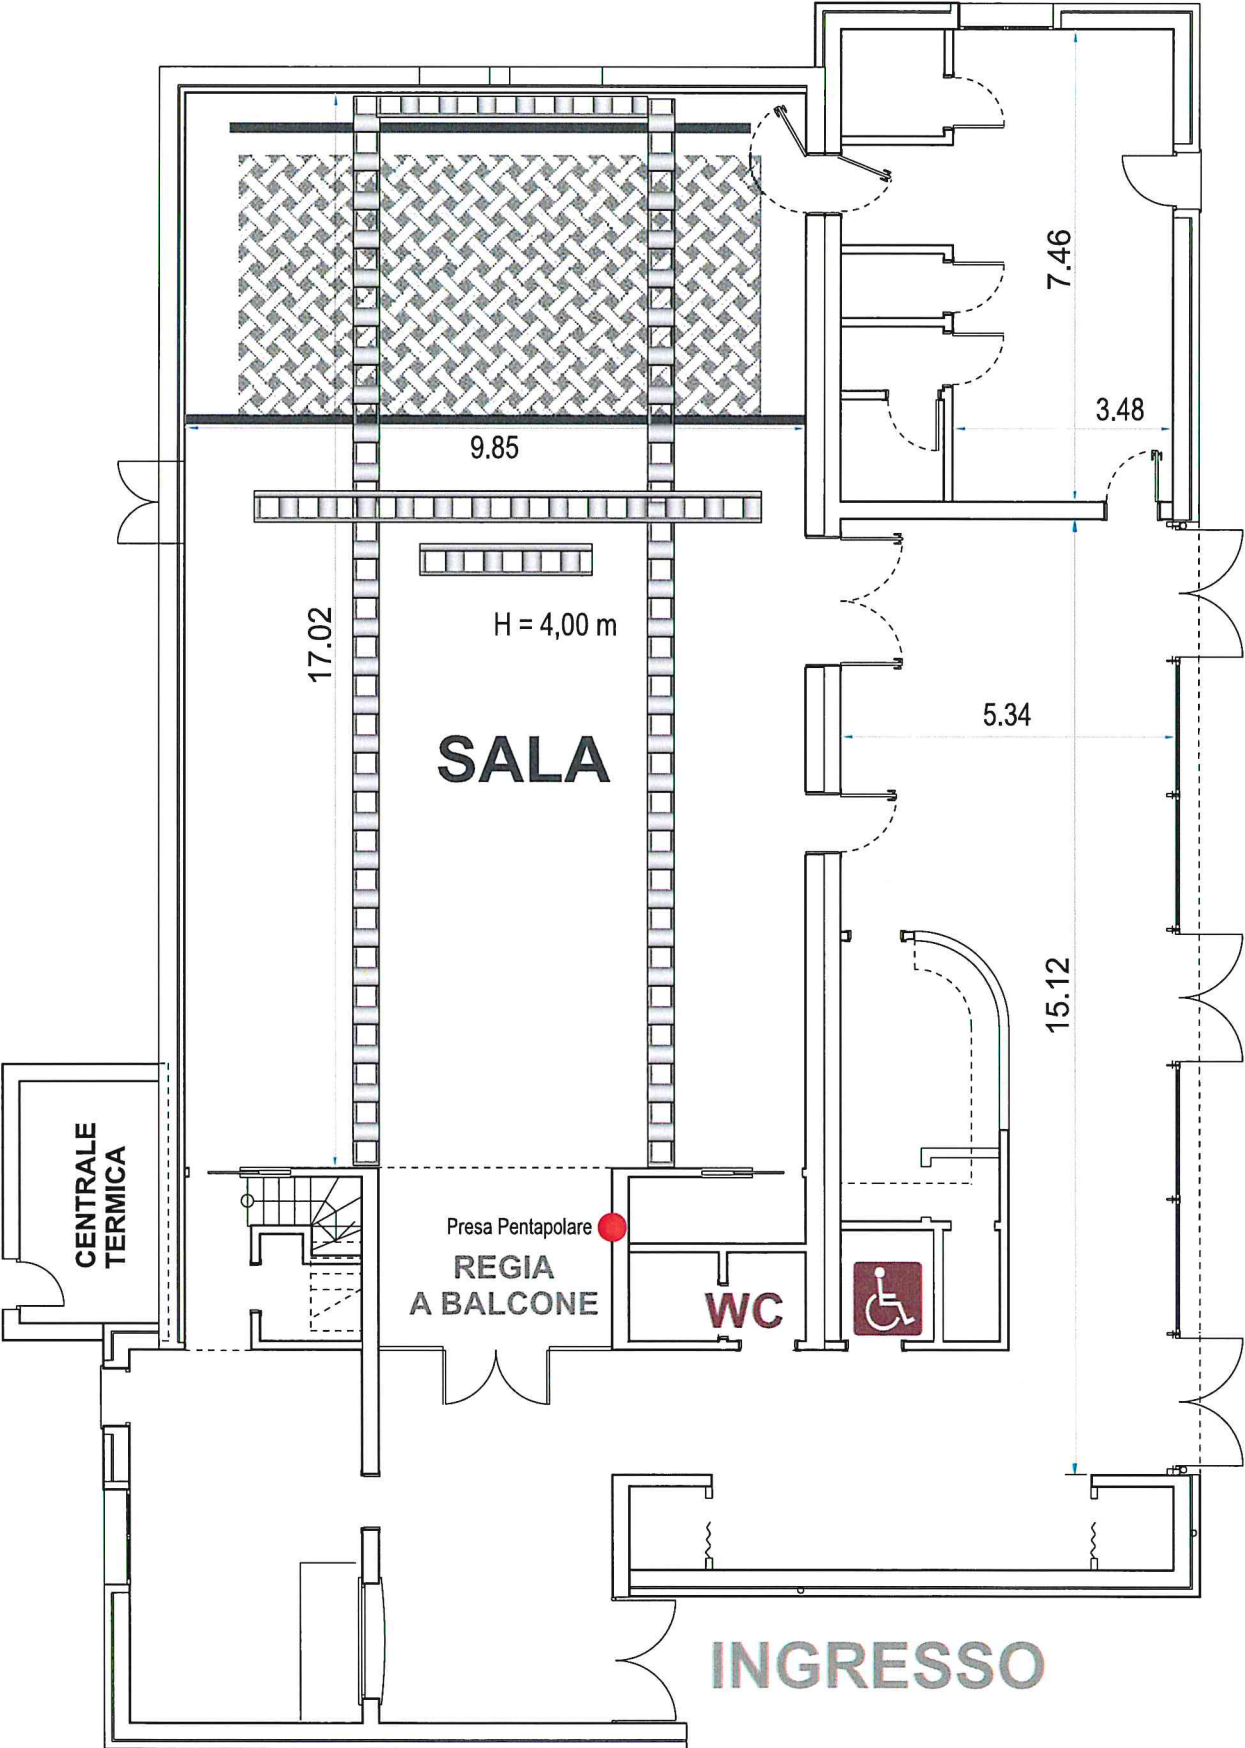 7.46
3.48
9.85
17.02
H = 4,00 m
5.34
SALA
15.12
CENTRALE
TERMICA
Presa Pentapolare
REGIA
A BALCONE
WC
INGRESSO